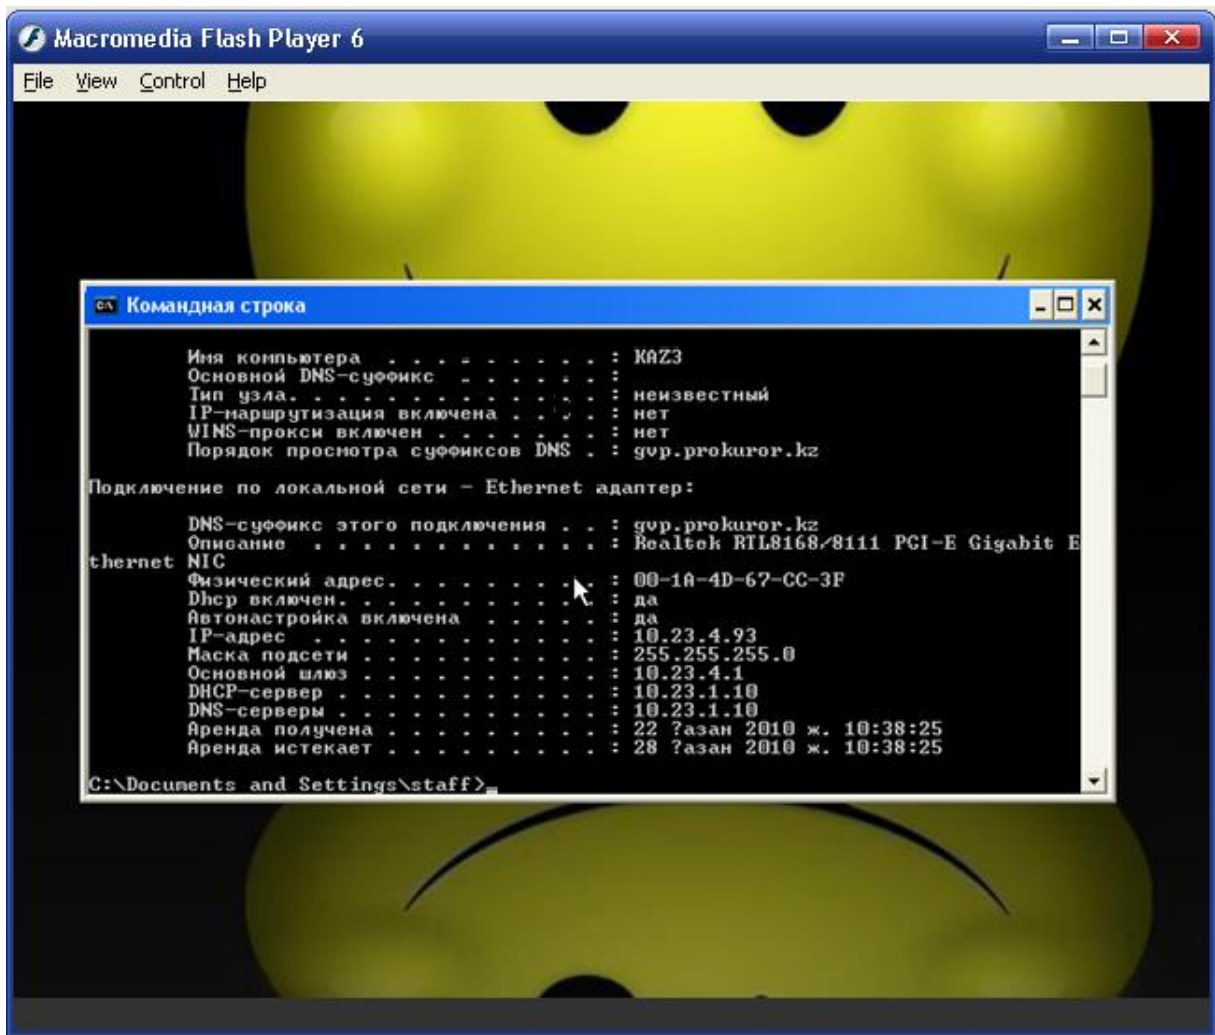 Macromedia Flash Player 6
File View Control Help
Командная строка
Имя компьютера . . . . . . . . . : KAZ3
Основной DNS-суффикс . . . . . . :
Тип узла. . . . . . . . . . . . . : неизвестный
IP-маршрутизация включена . . . . : нет
WINS-прокси включен . . . . . . . : нет
Порядок просмотра суффиксов DNS . : gvp.prokuror.kz
Подключение по локальной сети - Ethernet адаптер:
DNS-суффикс этого подключения . . : gvp.prokuror.kz
Описание . . . . . . . . . . . . : Realtek RTL8168/8111 PCI-E Gigabit E
thernet NIC
Физический адрес. . . . . . . . . : 00-1A-4D-67-CC-3F
Dhcp включен. . . . . . . . . . . : да
Автонастройка включена . . . . . : да
IP-адрес . . . . . . . . . . . . : 10.23.4.93
Маска подсети . . . . . . . . . . : 255.255.255.0
Основной шлюз . . . . . . . . . . : 10.23.4.1
DHCP-сервер . . . . . . . . . . . : 10.23.1.10
DNS-серверы . . . . . . . . . . . : 10.23.1.10
Аренда получена . . . . . . . . . : 22 ?азан 2010 ж. 10:38:25
Аренда истекает . . . . . . . . . : 28 ?азан 2010 ж. 10:38:25
C:\Documents and Settings\staff>_